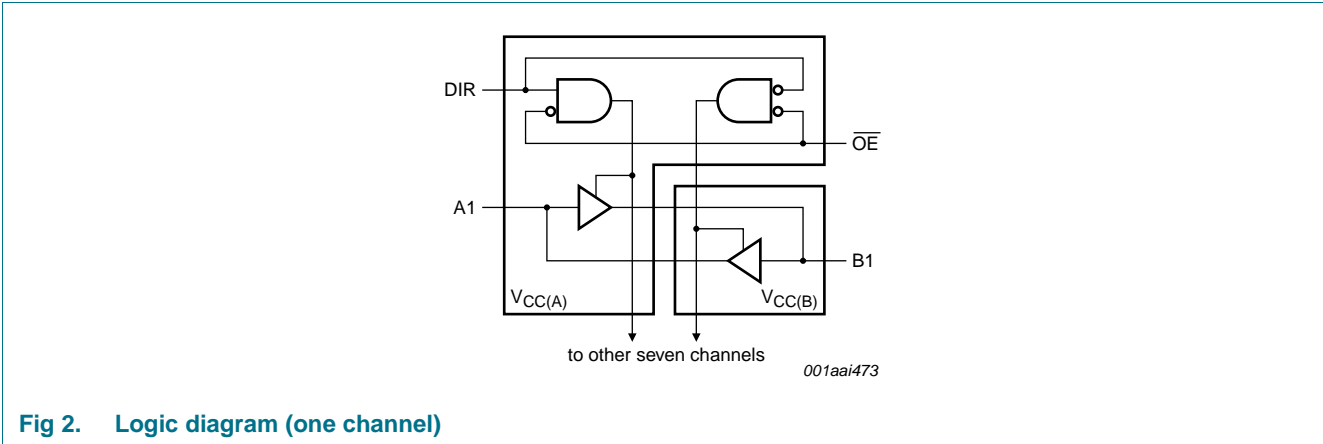 DIR
OE
A1
B1
VCC(A)
VCC(B)
to other seven channels
001aai473
Fig 2. Logic diagram (one channel)